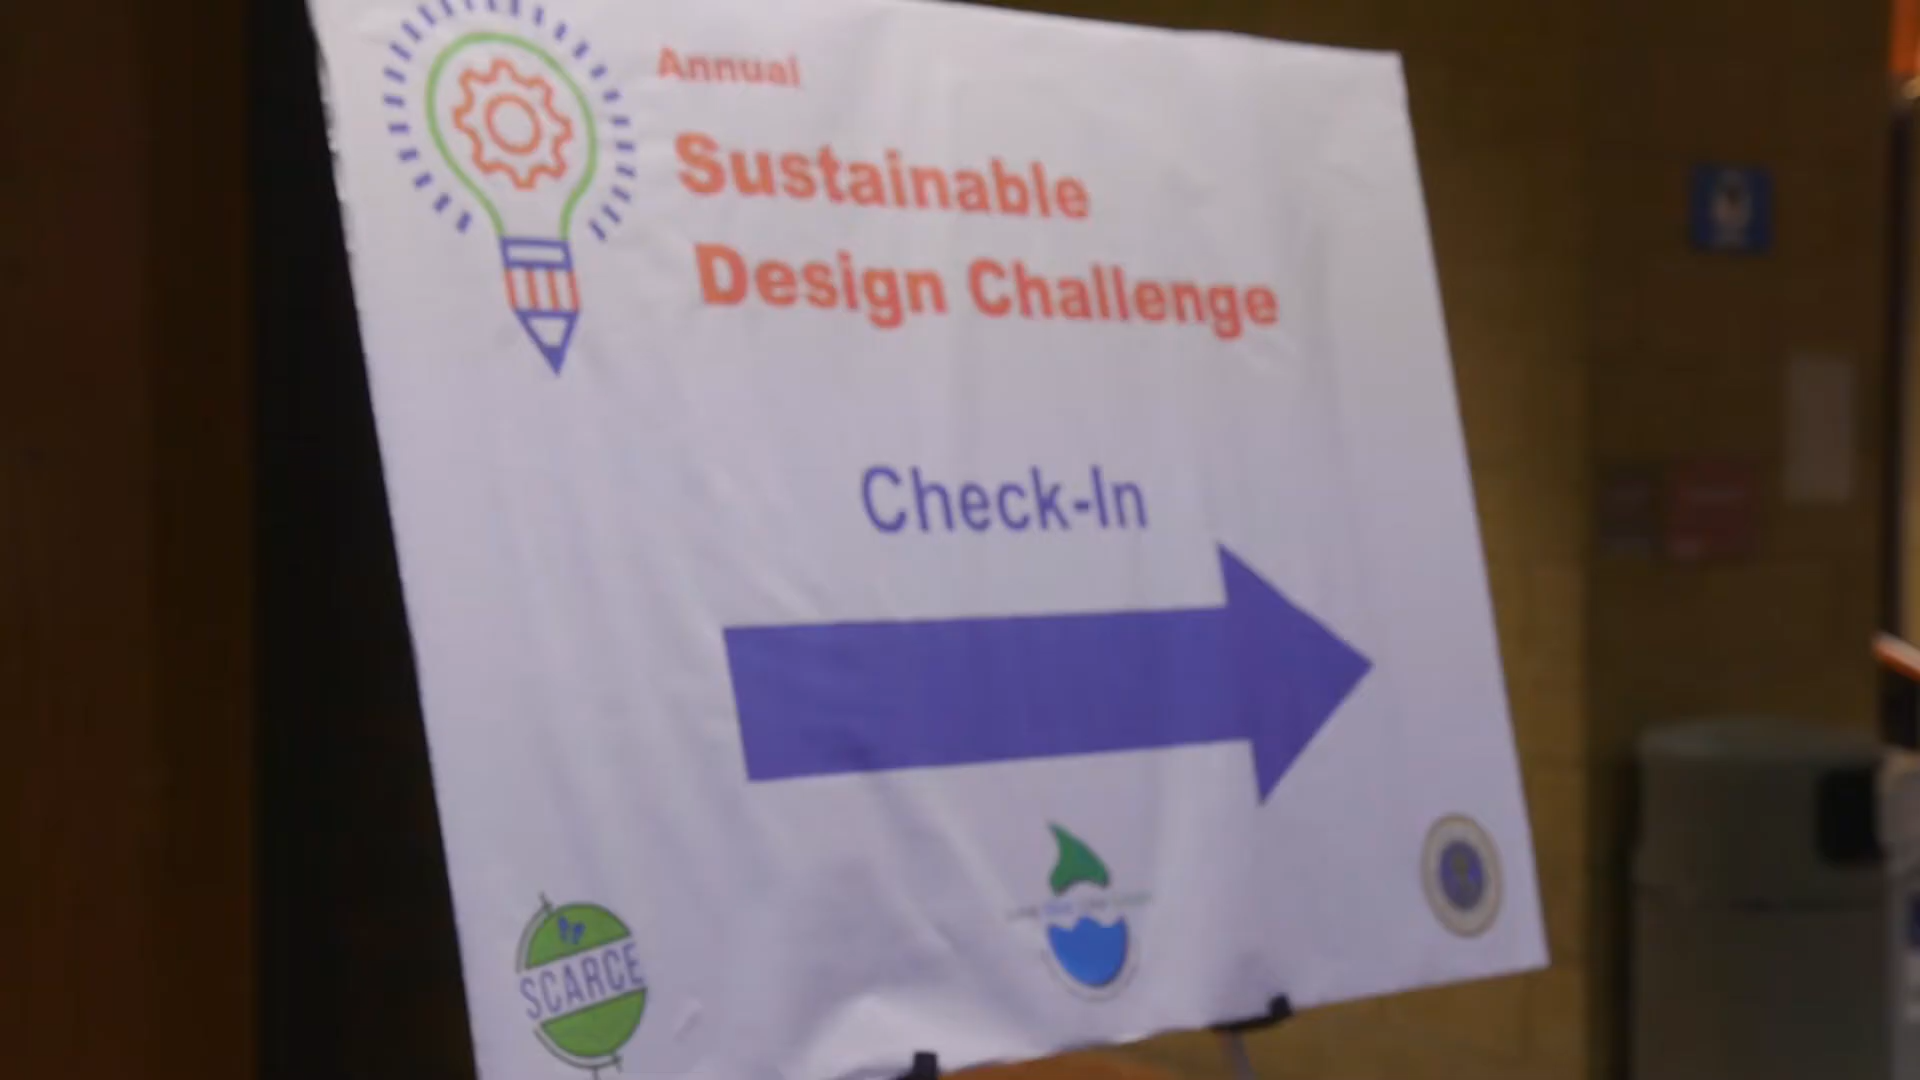 Annual
Sustainable
Design Challenge
Check-In
SCARCE